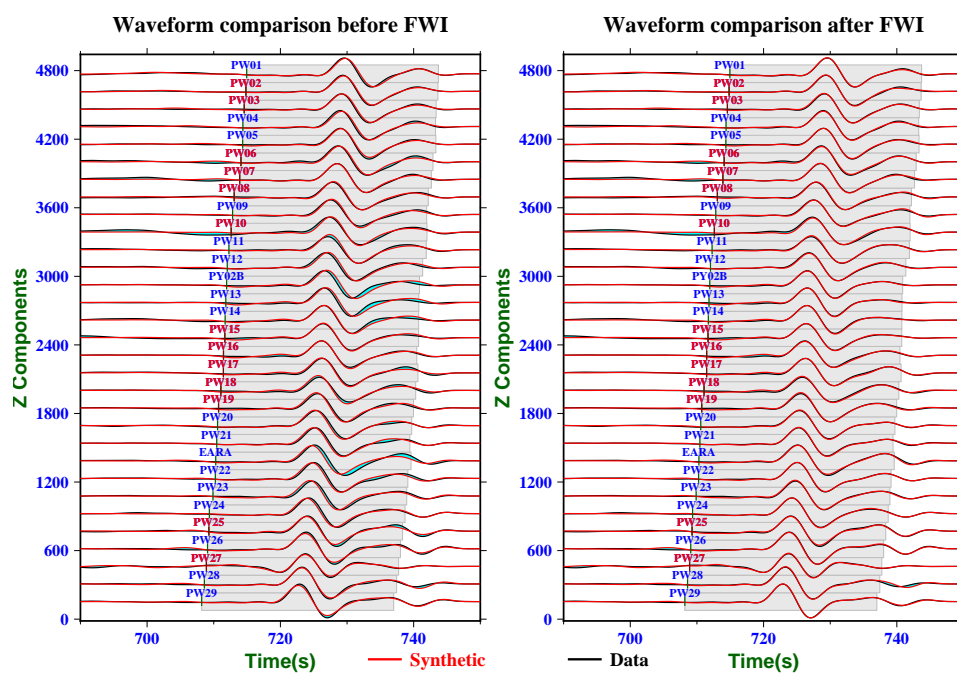 Waveform comparison before FWI
Waveform comparison after FWI
Z Components
4800
4200
3600
3000
2400
1800
1200
600
0
PW01
PW02
PW03
PW04
PW05
PW06
PW07
PW08
PW09
PW10
PW11
PW12
PY02B
PW13
PW14
PW15
PW16
PW17
PW18
PW19
PW20
PW21
EARA
PW22
PW23
PW24
PW25
PW26
PW27
PW28
PW29
700
720
740
Time(s)
Synthetic
Z Components
4800
4200
3600
3000
2400
1800
1200
600
0
PW01
PW02
PW03
PW04
PW05
PW06
PW07
PW08
PW09
PW10
PW11
PW12
PY02B
PW13
PW14
PW15
PW16
PW17
PW18
PW19
PW20
PW21
EARA
PW22
PW23
PW24
PW25
PW26
PW27
PW28
PW29
700
720
740
Data
Time(s)